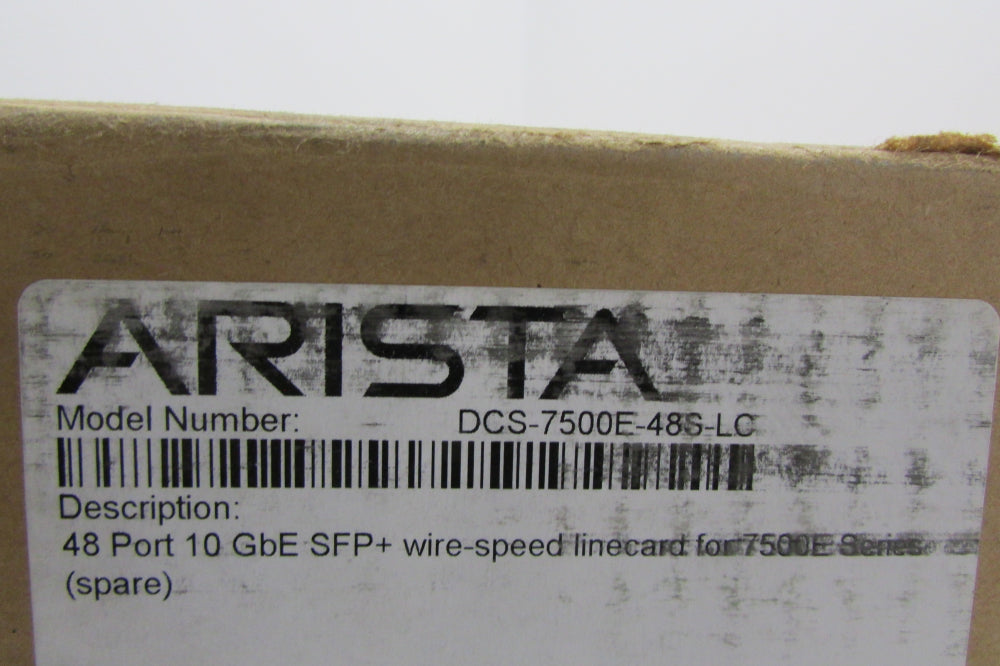 ARISTA
Model Number: DCS-7500E-48S-LC
Description:
48 Port 10 GbE SFP+ wire-speed linecard for 7500E Series
(spare)